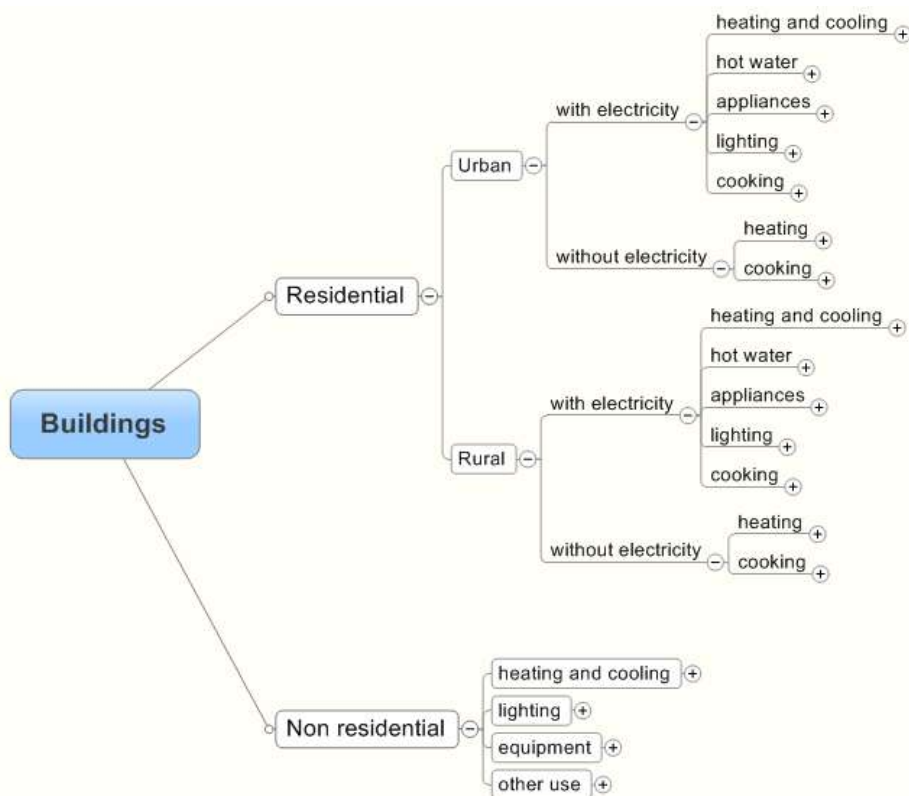 heating and cooling
hot water
appliances
lighting
cooking
with electricity
Urban
without electricity
heating
cooking
Residential
heating and cooling
hot water
appliances
lighting
cooking
with electricity
Buildings
Rural
without electricity
heating
cooking
Non residential
heating and cooling
lighting
equipment
other use